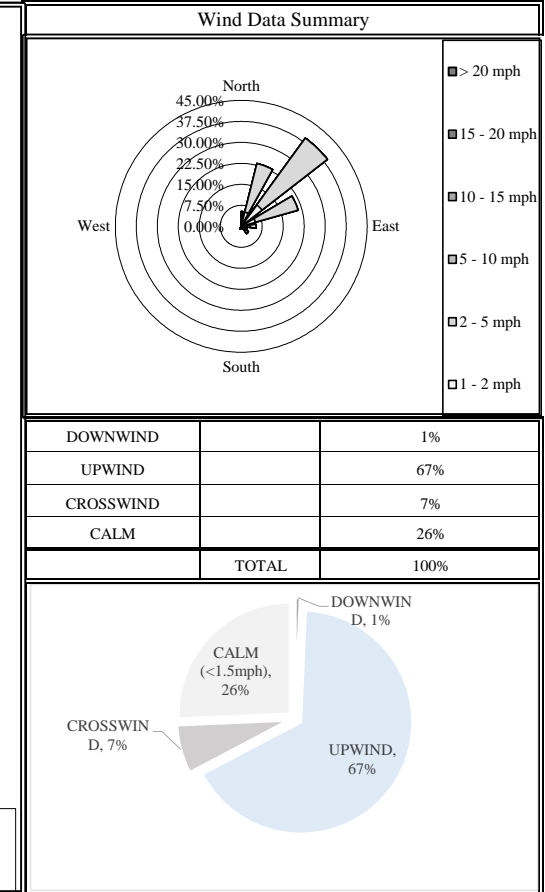 Wind Data Summary
North
45.00%
37.50%
30.00%
22.50%
15.00%
7.50%
0.00%
West
East
South
> 20 mph
15 - 20 mph
10 - 15 mph
5 - 10 mph
2 - 5 mph
1 - 2 mph
DOWNWIND 1%
UPWIND 67%
CROSSWIND 7%
CALM 26%
TOTAL 100%
DOWNWIN
D, 1%
CALM
(<1.5mph),
26%
CROSSWIN
D, 7%
UPWIND,
67%